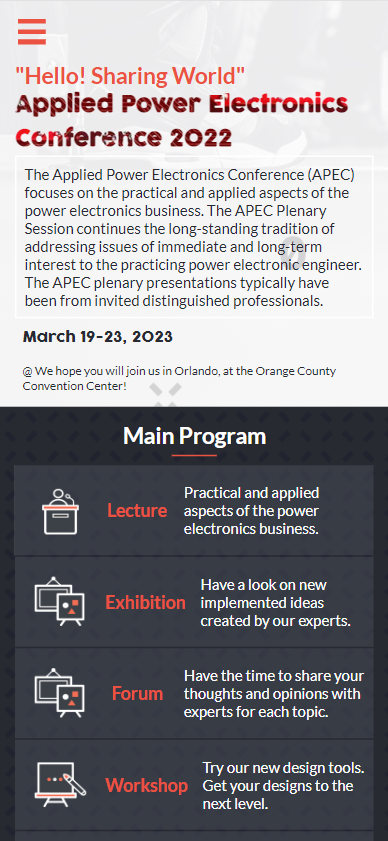 "Hello! Sharing World"
Applied Power Electronics
Conference 2022
The Applied Power Electronics Conference (APEC)
focuses on the practical and applied aspects of the
power electronics business. The APEC Plenary
Session continues the long-standing tradition of
addressing issues of immediate and long-term
interest to the practicing power electronic engineer.
The APEC plenary presentations typically have
been from invited distinguished professionals.
March 19-23, 2023
@ We hope you will join us in Orlando, at the Orange County
Convention Center!
Main Program
Lecture
Practical and applied
aspects of the power
electronics business.
Exhibition
Have a look on new
implemented ideas
created by our experts.
Forum
Have the time to share your
thoughts and opinions with
experts for each topic.
Workshop
Try our new design tools.
Get your designs to the
next level.